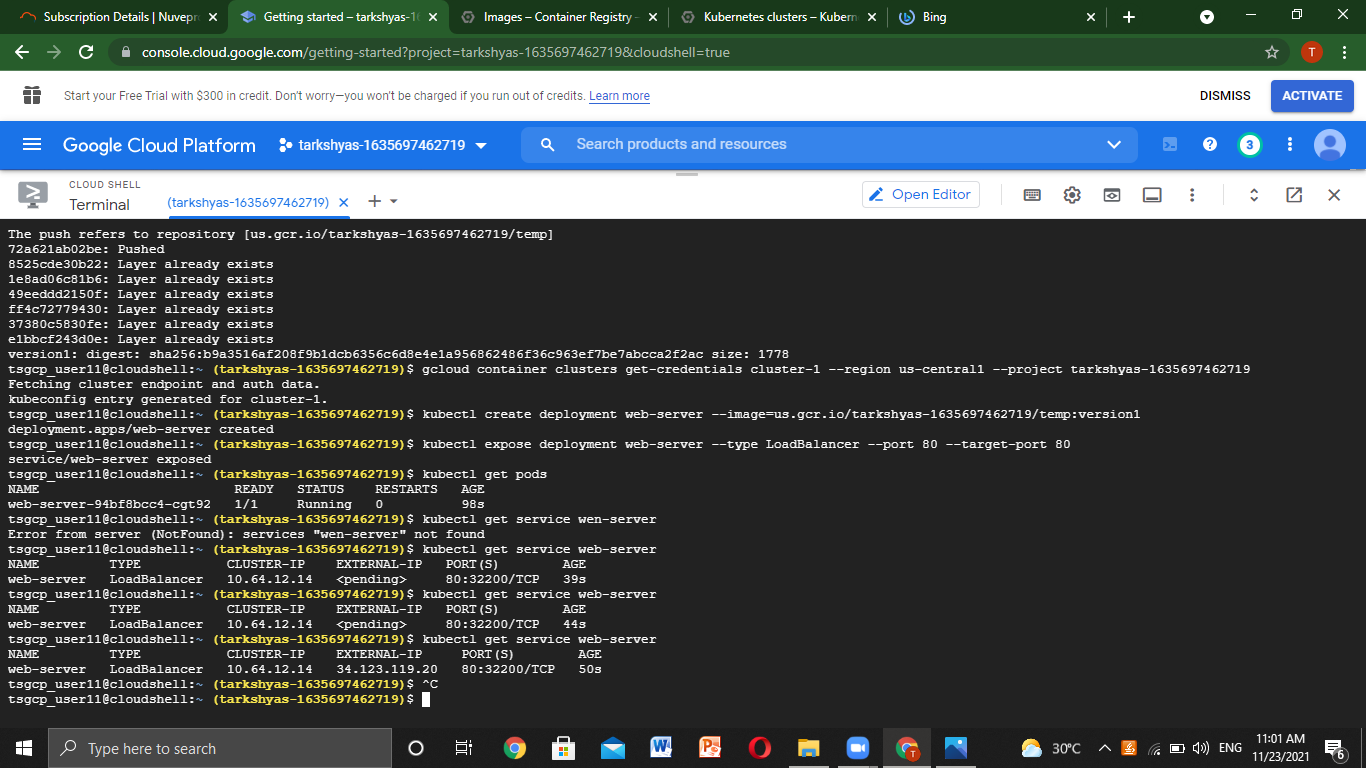 Subscription Details | Nuvepr
Getting started – tarkshyas-16
Images – Container Registry –
Kubernetes clusters – Kubern
Bing
console.cloud.google.com/getting-started?project=tarkshyas-1635697462719&cloudshell=true
T
Start your Free Trial with $300 in credit. Don't worry—you won't be charged if you run out of credits. Learn more
DISMISS
ACTIVATE
Google Cloud Platform
tarkshyas-1635697462719
Search products and resources
3
CLOUD SHELL
Terminal
(tarkshyas-1635697462719)
Open Editor
The push refers to repository [us.gcr.io/tarkshyas-1635697462719/temp]
72a621ab02be: Pushed
8525cde30b22: Layer already exists
1e8ad06c81b6: Layer already exists
49eeddd2150f: Layer already exists
ff4c72779430: Layer already exists
37380c5830fe: Layer already exists
e1bbcf243d0e: Layer already exists
version1: digest: sha256:b9a3516af208f9b1dcb6356c6d8e4e1a956862486f36c963ef7be7abcca2f2ac size: 1778
tsgcp_user11@cloudshell:~ (tarkshyas-1635697462719)$ gcloud container clusters get-credentials cluster-1 --region us-central1 --project tarkshyas-1635697462719
Fetching cluster endpoint and auth data.
kubeconfig entry generated for cluster-1.
tsgcp_user11@cloudshell:~ (tarkshyas-1635697462719)$ kubectl create deployment web-server --image=us.gcr.io/tarkshyas-1635697462719/temp:version1
deployment.apps/web-server created
tsgcp_user11@cloudshell:~ (tarkshyas-1635697462719)$ kubectl expose deployment web-server --type LoadBalancer --port 80 --target-port 80
service/web-server exposed
tsgcp_user11@cloudshell:~ (tarkshyas-1635697462719)$ kubectl get pods
NAME READY STATUS RESTARTS AGE
web-server-94bf8bcc4-cgt92 1/1 Running 0 98s
tsgcp_user11@cloudshell:~ (tarkshyas-1635697462719)$ kubectl get service wen-server
Error from server (NotFound): services "wen-server" not found
tsgcp_user11@cloudshell:~ (tarkshyas-1635697462719)$ kubectl get service web-server
NAME TYPE CLUSTER-IP EXTERNAL-IP PORT(S) AGE
web-server LoadBalancer 10.64.12.14 <pending> 80:32200/TCP 39s
tsgcp_user11@cloudshell:~ (tarkshyas-1635697462719)$ kubectl get service web-server
NAME TYPE CLUSTER-IP EXTERNAL-IP PORT(S) AGE
web-server LoadBalancer 10.64.12.14 <pending> 80:32200/TCP 44s
tsgcp_user11@cloudshell:~ (tarkshyas-1635697462719)$ kubectl get service web-server
NAME TYPE CLUSTER-IP EXTERNAL-IP PORT(S) AGE
web-server LoadBalancer 10.64.12.14 34.123.119.20 80:32200/TCP 50s
tsgcp_user11@cloudshell:~ (tarkshyas-1635697462719)$ ^C
tsgcp_user11@cloudshell:~ (tarkshyas-1635697462719)$
Type here to search
30°C
ENG
11:01 AM
11/23/2021
6